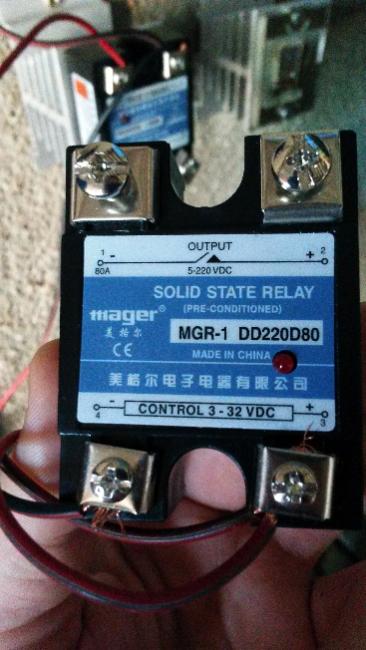 OUTPUT
1 - + 2
80A 5-220 VDC
SOLID STATE RELAY
mager® (PRE-CONDITIONED)
美格尔 MGR-1 DD220D80
CE MADE IN CHINA
美格尔电子电器有限公司
4 - CONTROL 3 - 32 VDC + 3